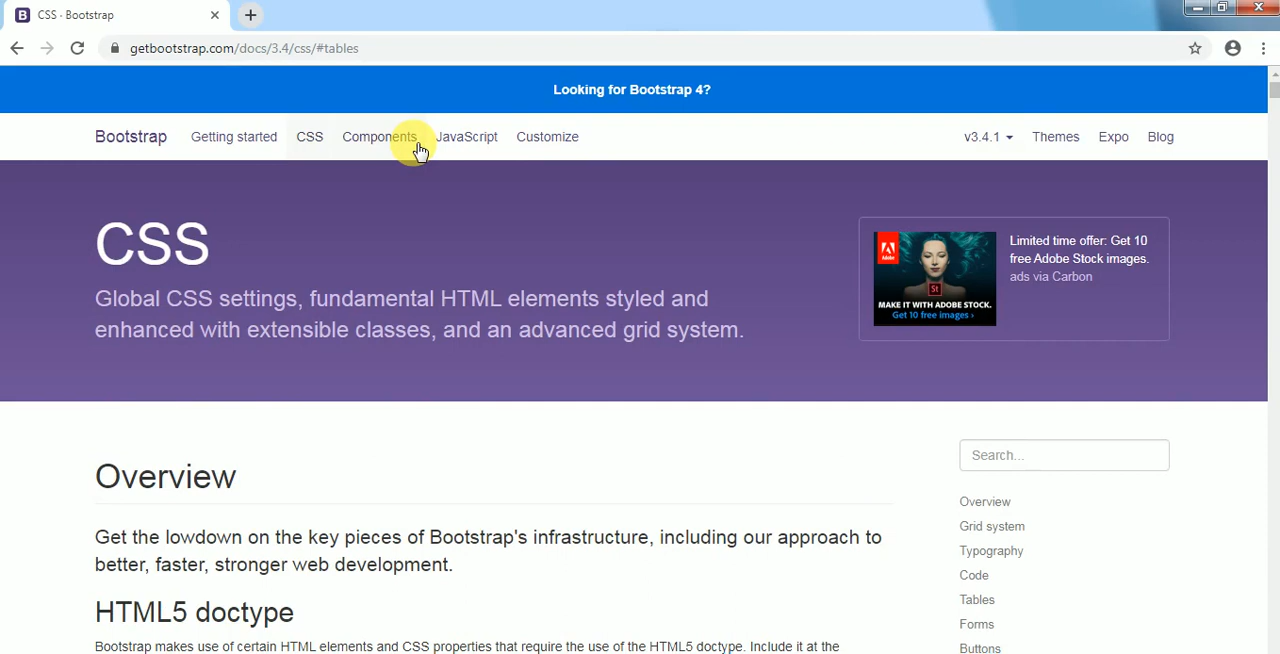 CSS · Bootstrap
getbootstrap.com/docs/3.4/css/#tables
Looking for Bootstrap 4?
Bootstrap Getting started CSS Components JavaScript Customize v3.4.1 Themes Expo Blog
CSS
Global CSS settings, fundamental HTML elements styled and
enhanced with extensible classes, and an advanced grid system.
Adobe
St
MAKE IT WITH ADOBE STOCK.
Get 10 free images ›
Limited time offer: Get 10
free Adobe Stock images.
ads via Carbon
Overview
Get the lowdown on the key pieces of Bootstrap's infrastructure, including our approach to
better, faster, stronger web development.
HTML5 doctype
Bootstrap makes use of certain HTML elements and CSS properties that require the use of the HTML5 doctype. Include it at the
Search...
Overview
Grid system
Typography
Code
Tables
Forms
Buttons